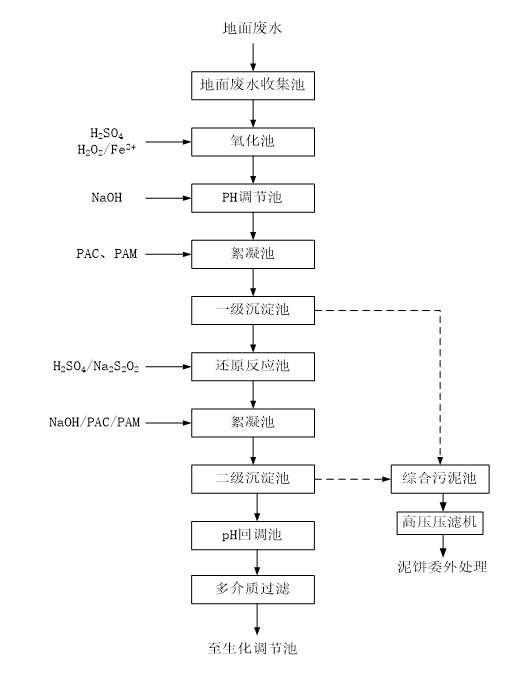 地面废水
地面废水收集池
H₂SO₄
H₂O₂/Fe²⁺
氧化池
NaOH
PH调节池
PAC、PAM
絮凝池
一级沉淀池
H₂SO₄/Na₂S₂O₂
还原反应池
NaOH/PAC/PAM
絮凝池
二级沉淀池
综合污泥池
高压压滤机
pH回调池
泥饼委外处理
多介质过滤
至生化调节池